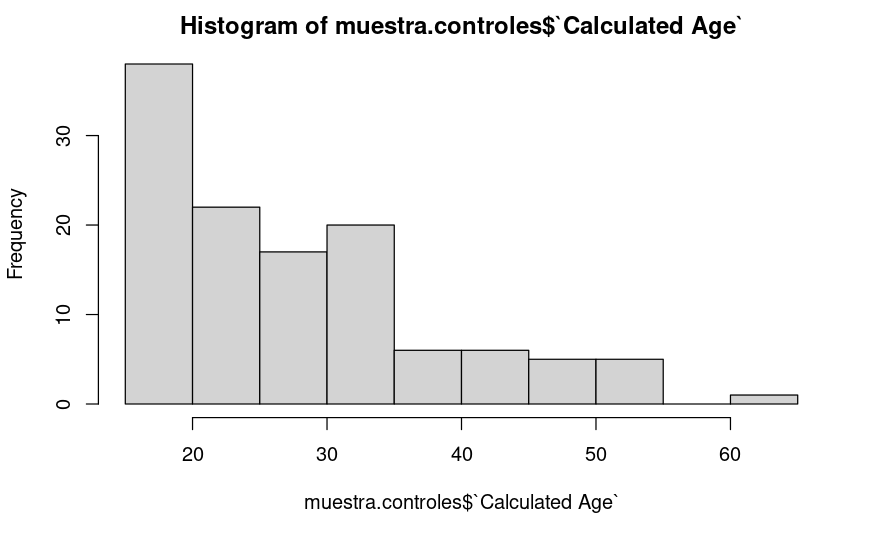 Histogram of muestra.controles$`Calculated Age`
Frequency
30
20
10
0
20 30 40 50 60
muestra.controles$`Calculated Age`